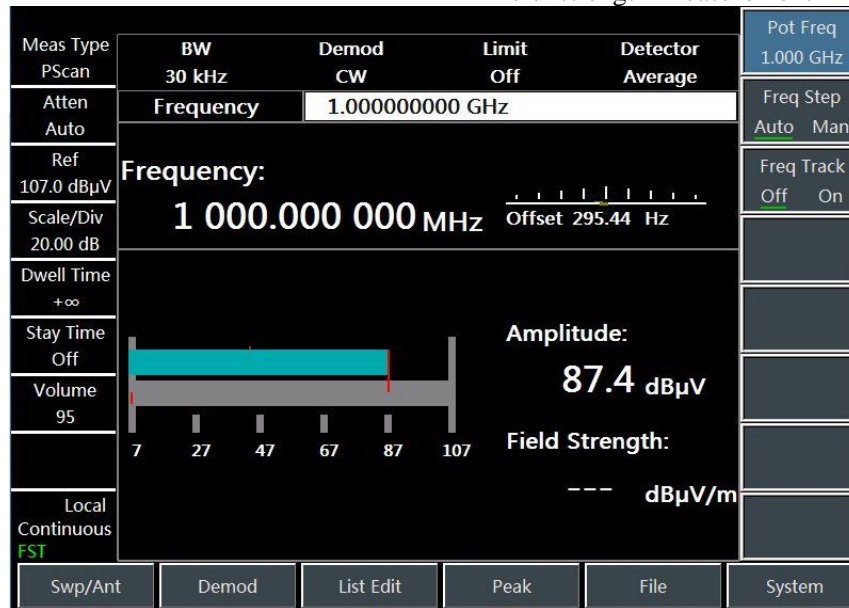 Meas Type
PScan
Atten
Auto
Ref
107.0 dBµV
Scale/Div
20.00 dB
Dwell Time
+∞
Stay Time
Off
Volume
95
Local
Continuous
FST
BW Demod Limit Detector
30 kHz CW Off Average
Frequency 1.000000000 GHz
Frequency:
1 000.000 000 MHz
Offset 295.44 Hz
Amplitude:
87.4 dBµV
7 27 47 67 87 107
Field Strength:
--- dBµV/m
Pot Freq
1.000 GHz
Freq Step
Auto Man
Freq Track
Off On
Swp/Ant Demod List Edit Peak File System